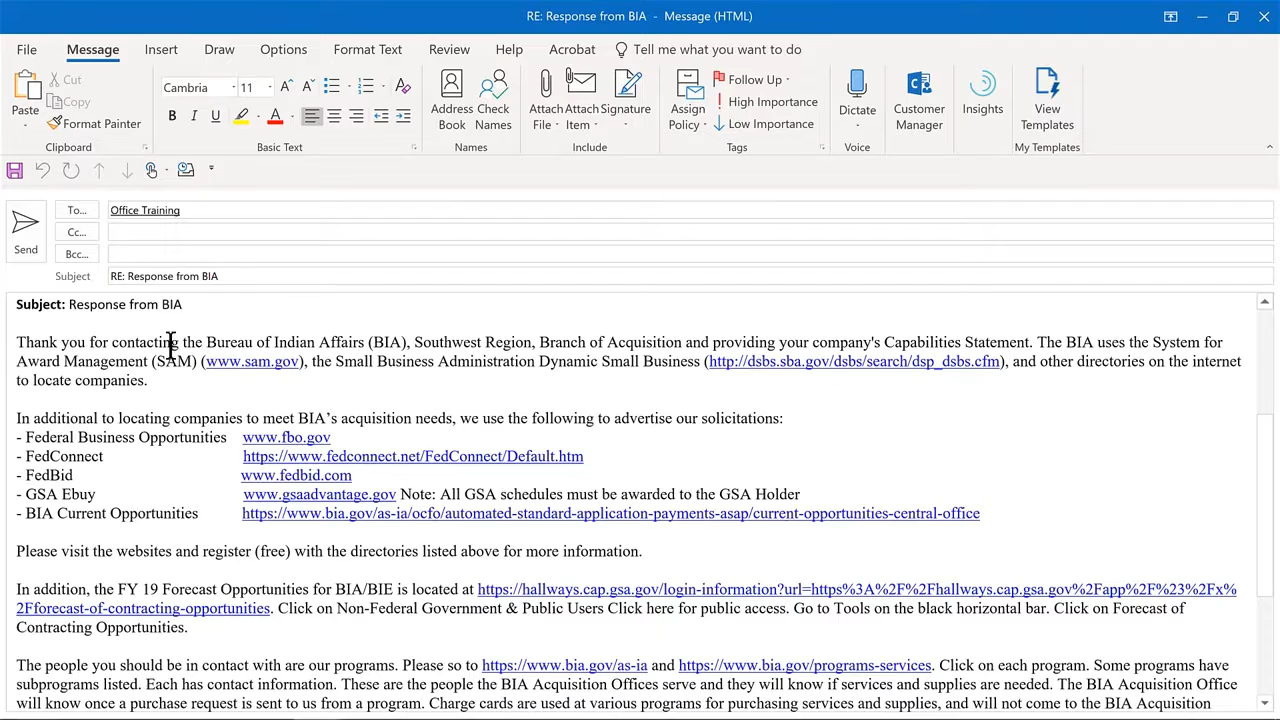 RE: Response from BIA - Message (HTML)
File Message Insert Draw Options Format Text Review Help Acrobat Tell me what you want to do
Paste
Cut
Copy
Format Painter
Clipboard
Cambria 11
B I U A
Basic Text
Address Book
Check Names
Names
Attach File
Attach Item
Signature
Include
Assign Policy
Follow Up
High Importance
Low Importance
Tags
Dictate
Voice
Customer Manager
Insights
View Templates
My Templates
Send
To... Office Training
Cc...
Bcc...
Subject RE: Response from BIA
Subject: Response from BIA
Thank you for contacting the Bureau of Indian Affairs (BIA), Southwest Region, Branch of Acquisition and providing your company's Capabilities Statement. The BIA uses the System for
Award Management (SAM) (www.sam.gov), the Small Business Administration Dynamic Small Business (http://dsbs.sba.gov/dsbs/search/dsp_dsbs.cfm), and other directories on the internet
to locate companies.
In additional to locating companies to meet BIA's acquisition needs, we use the following to advertise our solicitations:
- Federal Business Opportunities www.fbo.gov
- FedConnect https://www.fedconnect.net/FedConnect/Default.htm
- FedBid www.fedbid.com
- GSA Ebuy www.gsaadvantage.gov Note: All GSA schedules must be awarded to the GSA Holder
- BIA Current Opportunities https://www.bia.gov/as-ia/ocfo/automated-standard-application-payments-asap/current-opportunities-central-office
Please visit the websites and register (free) with the directories listed above for more information.
In addition, the FY 19 Forecast Opportunities for BIA/BIE is located at https://hallways.cap.gsa.gov/login-information?url=https%3A%2F%2Fhallways.cap.gsa.gov%2Fapp%2F%23%2Fx%
2Fforecast-of-contracting-opportunities. Click on Non-Federal Government & Public Users Click here for public access. Go to Tools on the black horizontal bar. Click on Forecast of
Contracting Opportunities.
The people you should be in contact with are our programs. Please so to https://www.bia.gov/as-ia and https://www.bia.gov/programs-services. Click on each program. Some programs have
subprograms listed. Each has contact information. These are the people the BIA Acquisition Offices serve and they will know if services and supplies are needed. The BIA Acquisition Office
will know once a purchase request is sent to us from a program. Charge cards are used at various programs for purchasing services and supplies, and will not come to the BIA Acquisition